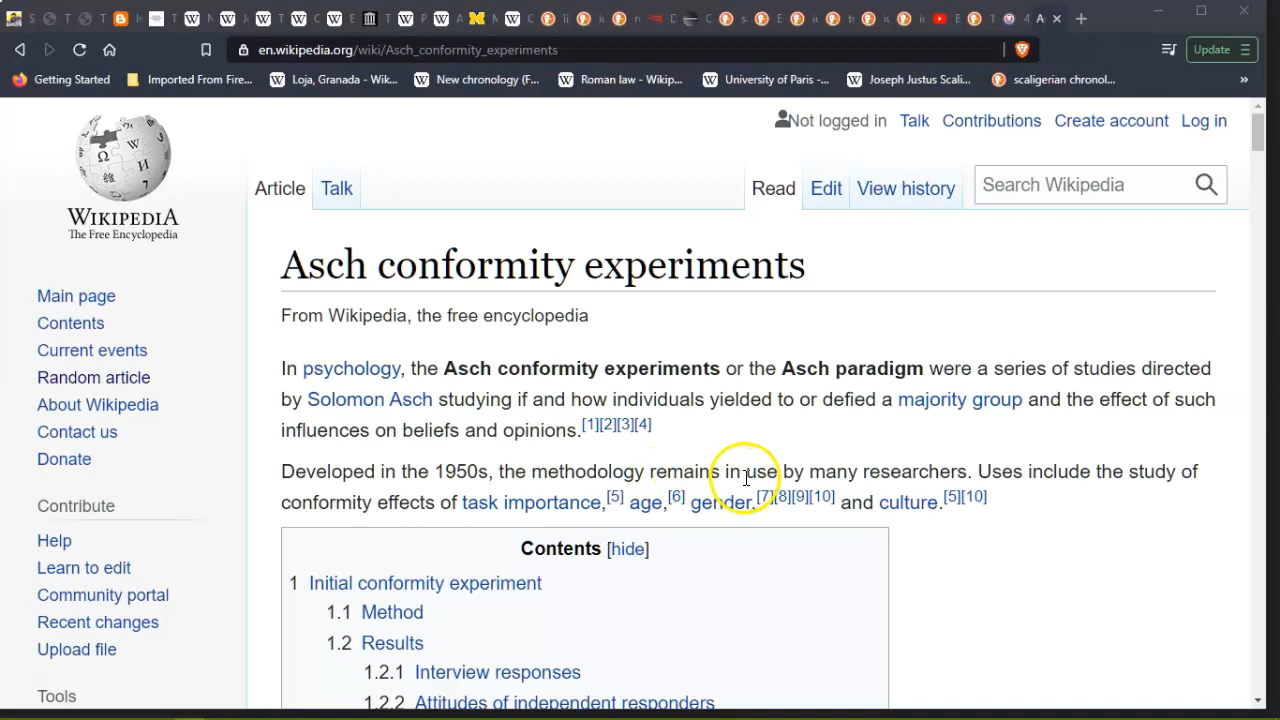 en.wikipedia.org/wiki/Asch_conformity_experiments
Update
Getting Started
Imported From Fire...
Loja, Granada - Wik...
New chronology (F...
Roman law - Wikip...
University of Paris -...
Joseph Justus Scali...
scaligerian chronol...
»
Not logged in Talk Contributions Create account Log in
WIKIPEDIA
The Free Encyclopedia
Article Talk Read Edit View history Search Wikipedia
Main page
Contents
Current events
Random article
About Wikipedia
Contact us
Donate
Contribute
Help
Learn to edit
Community portal
Recent changes
Upload file
Tools
Asch conformity experiments
From Wikipedia, the free encyclopedia
In psychology, the Asch conformity experiments or the Asch paradigm were a series of studies directed
by Solomon Asch studying if and how individuals yielded to or defied a majority group and the effect of such
influences on beliefs and opinions.[1][2][3][4]
Developed in the 1950s, the methodology remains in use by many researchers. Uses include the study of
conformity effects of task importance,[5] age,[6] gender,[7][8][9][10] and culture.[5][10]
Contents [hide]
1 Initial conformity experiment
1.1 Method
1.2 Results
1.2.1 Interview responses
1.2.2 Attitudes of independent responders